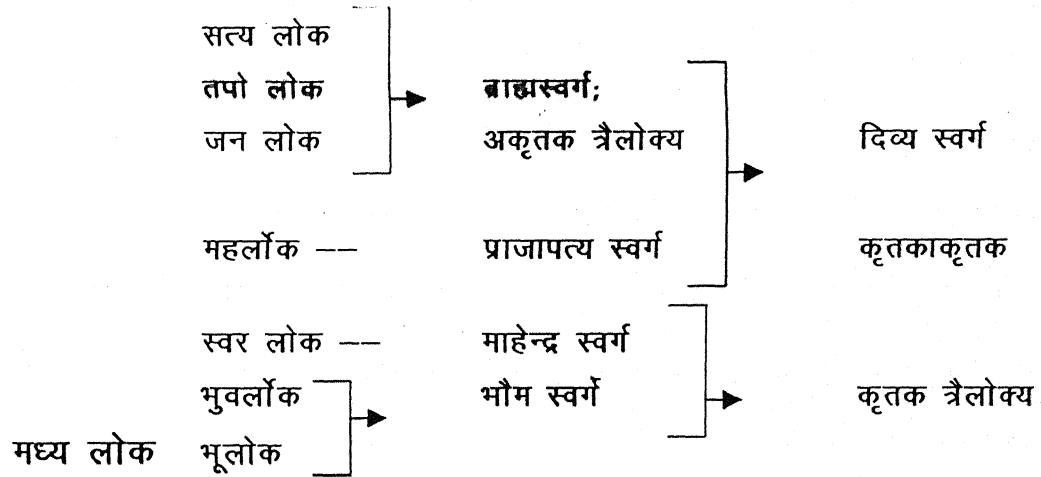 सत्य लोक
तपो लोक ब्राह्मस्वर्ग;
जन लोक अकृतक त्रैलोक्य दिव्य स्वर्ग
महर्लोक –– प्राजापत्य स्वर्ग कृतकाकृतक
स्वर लोक –– माहेन्द्र स्वर्ग
भुवर्लोक भौम स्वर्गे कृतक त्रैलोक्य
मध्य लोक भूलोक